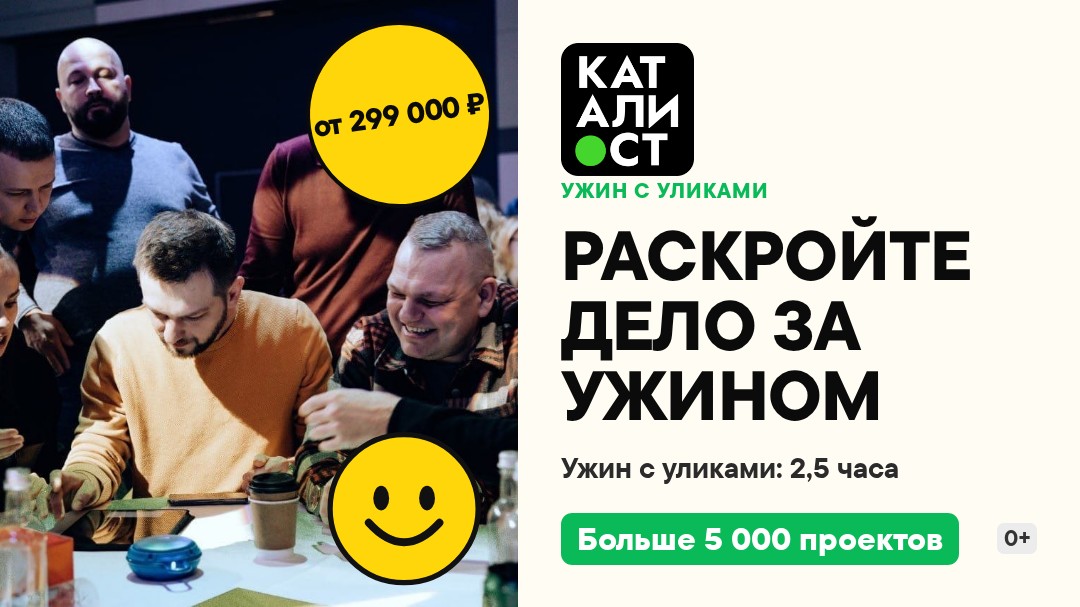 от 299 000 ₽
КАТ
АЛИ
СТ
УЖИН С УЛИКАМИ
РАСКРОЙТЕ
ДЕЛО ЗА
УЖИНОМ
Ужин с уликами: 2,5 часа
Больше 5 000 проектов
0+